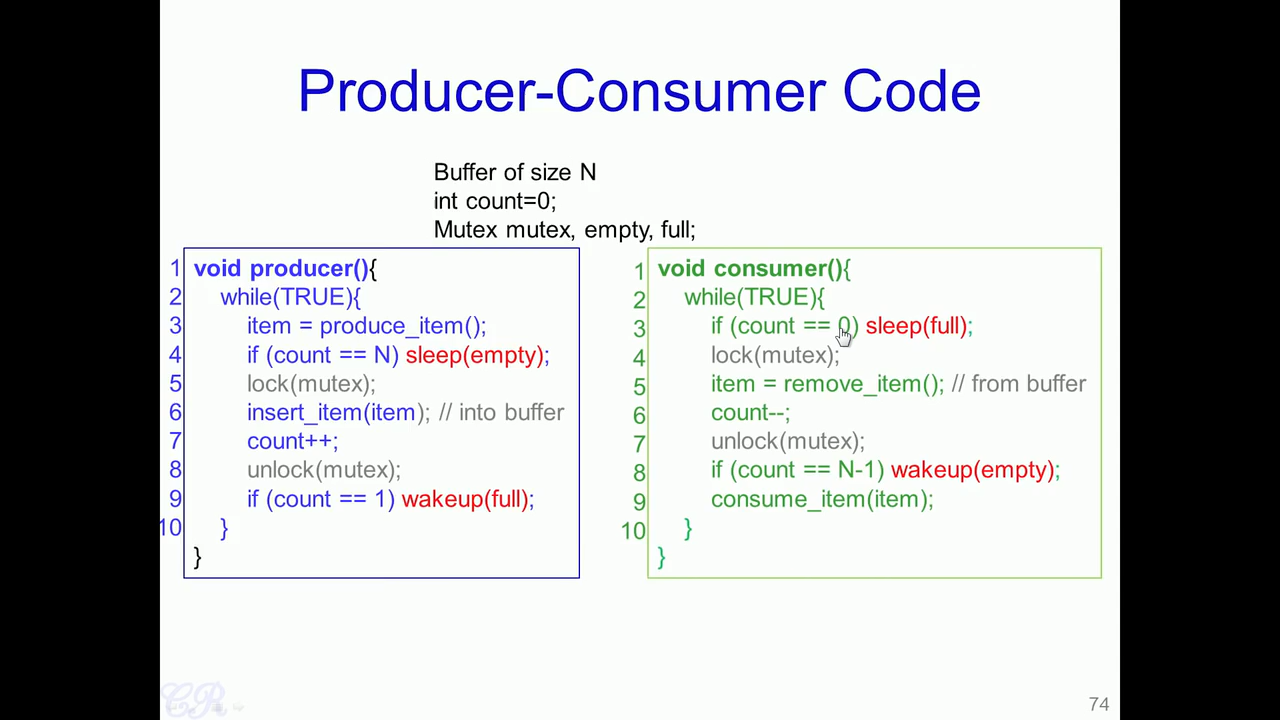 Producer-Consumer Code
Buffer of size N
int count=0;
Mutex mutex, empty, full;
1 void producer(){
2 while(TRUE){
3 item = produce_item();
4 if (count == N) sleep(empty);
5 lock(mutex);
6 insert_item(item); // into buffer
7 count++;
8 unlock(mutex);
9 if (count == 1) wakeup(full);
10 }
}
1 void consumer(){
2 while(TRUE){
3 if (count == 0) sleep(full);
4 lock(mutex);
5 item = remove_item(); // from buffer
6 count--;
7 unlock(mutex);
8 if (count == N-1) wakeup(empty);
9 consume_item(item);
10 }
}
CR
74